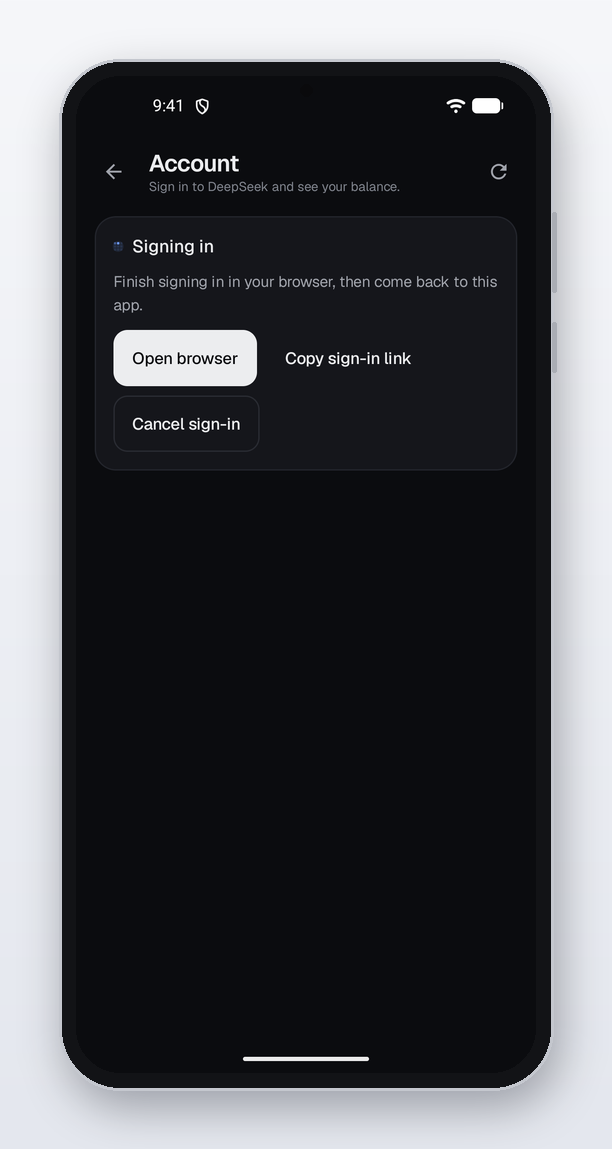 9:41
Account
Sign in to DeepSeek and see your balance.
Signing in
Finish signing in in your browser, then come back to this
app.
Open browser
Copy sign-in link
Cancel sign-in